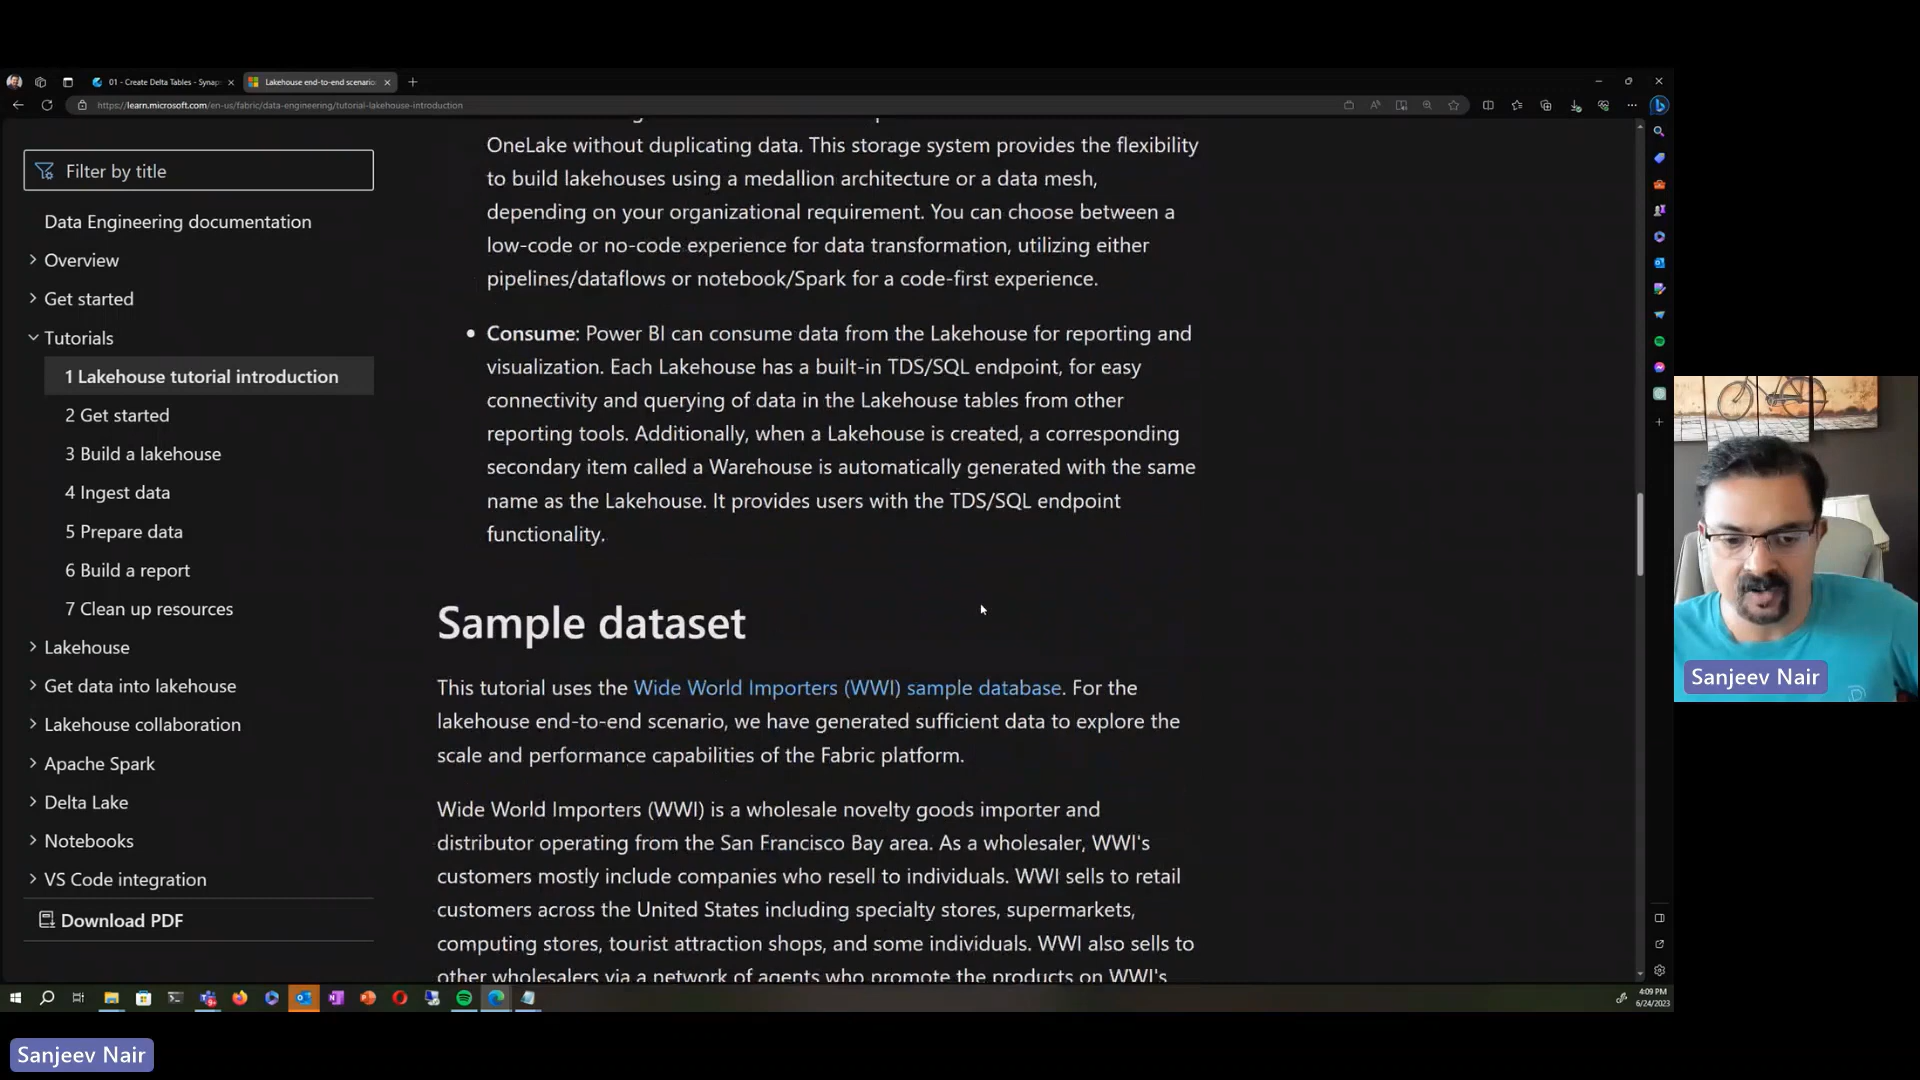 01 - Create Delta Tables - Synap
Lakehouse end-to-end scenario
https://learn.microsoft.com/en-us/fabric/data-engineering/tutorial-lakehouse-introduction
Filter by title
Data Engineering documentation
Overview
Get started
Tutorials
1 Lakehouse tutorial introduction
2 Get started
3 Build a lakehouse
4 Ingest data
5 Prepare data
6 Build a report
7 Clean up resources
Lakehouse
Get data into lakehouse
Lakehouse collaboration
Apache Spark
Delta Lake
Notebooks
VS Code integration
Download PDF
OneLake without duplicating data. This storage system provides the flexibility
to build lakehouses using a medallion architecture or a data mesh,
depending on your organizational requirement. You can choose between a
low-code or no-code experience for data transformation, utilizing either
pipelines/dataflows or notebook/Spark for a code-first experience.
• Consume: Power BI can consume data from the Lakehouse for reporting and
visualization. Each Lakehouse has a built-in TDS/SQL endpoint, for easy
connectivity and querying of data in the Lakehouse tables from other
reporting tools. Additionally, when a Lakehouse is created, a corresponding
secondary item called a Warehouse is automatically generated with the same
name as the Lakehouse. It provides users with the TDS/SQL endpoint
functionality.
Sample dataset
This tutorial uses the Wide World Importers (WWI) sample database. For the
lakehouse end-to-end scenario, we have generated sufficient data to explore the
scale and performance capabilities of the Fabric platform.
Wide World Importers (WWI) is a wholesale novelty goods importer and
distributor operating from the San Francisco Bay area. As a wholesaler, WWI's
customers mostly include companies who resell to individuals. WWI sells to retail
customers across the United States including specialty stores, supermarkets,
computing stores, tourist attraction shops, and some individuals. WWI also sells to
other wholesalers via a network of agents who promote the products on WWI's
4:09 PM
6/24/2023
Sanjeev Nair
Sanjeev Nair